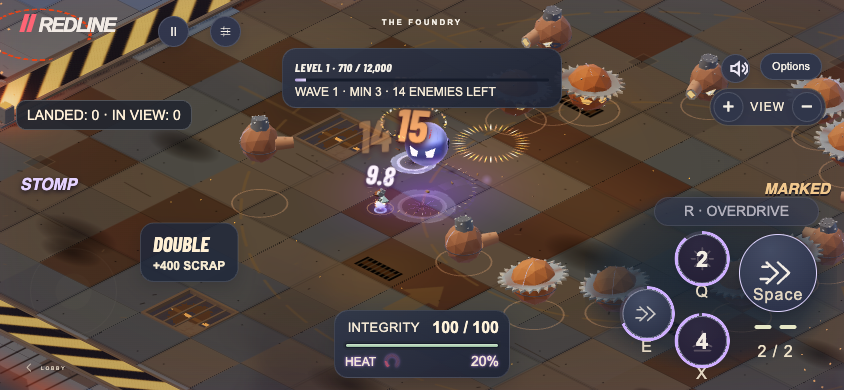 REDLINE
THE FOUNDRY
Options
LEVEL 1 · 710 / 12,000
WAVE 1 · MIN 3 · 14 ENEMIES LEFT
+ VIEW −
LANDED: 0 · IN VIEW: 0
14
15
9.8
STOMP
MARKED
R · OVERDRIVE
DOUBLE
+400 SCRAP
2
Q
Space
E
4
X
2 / 2
INTEGRITY 100 / 100
HEAT 20%
LOBBY